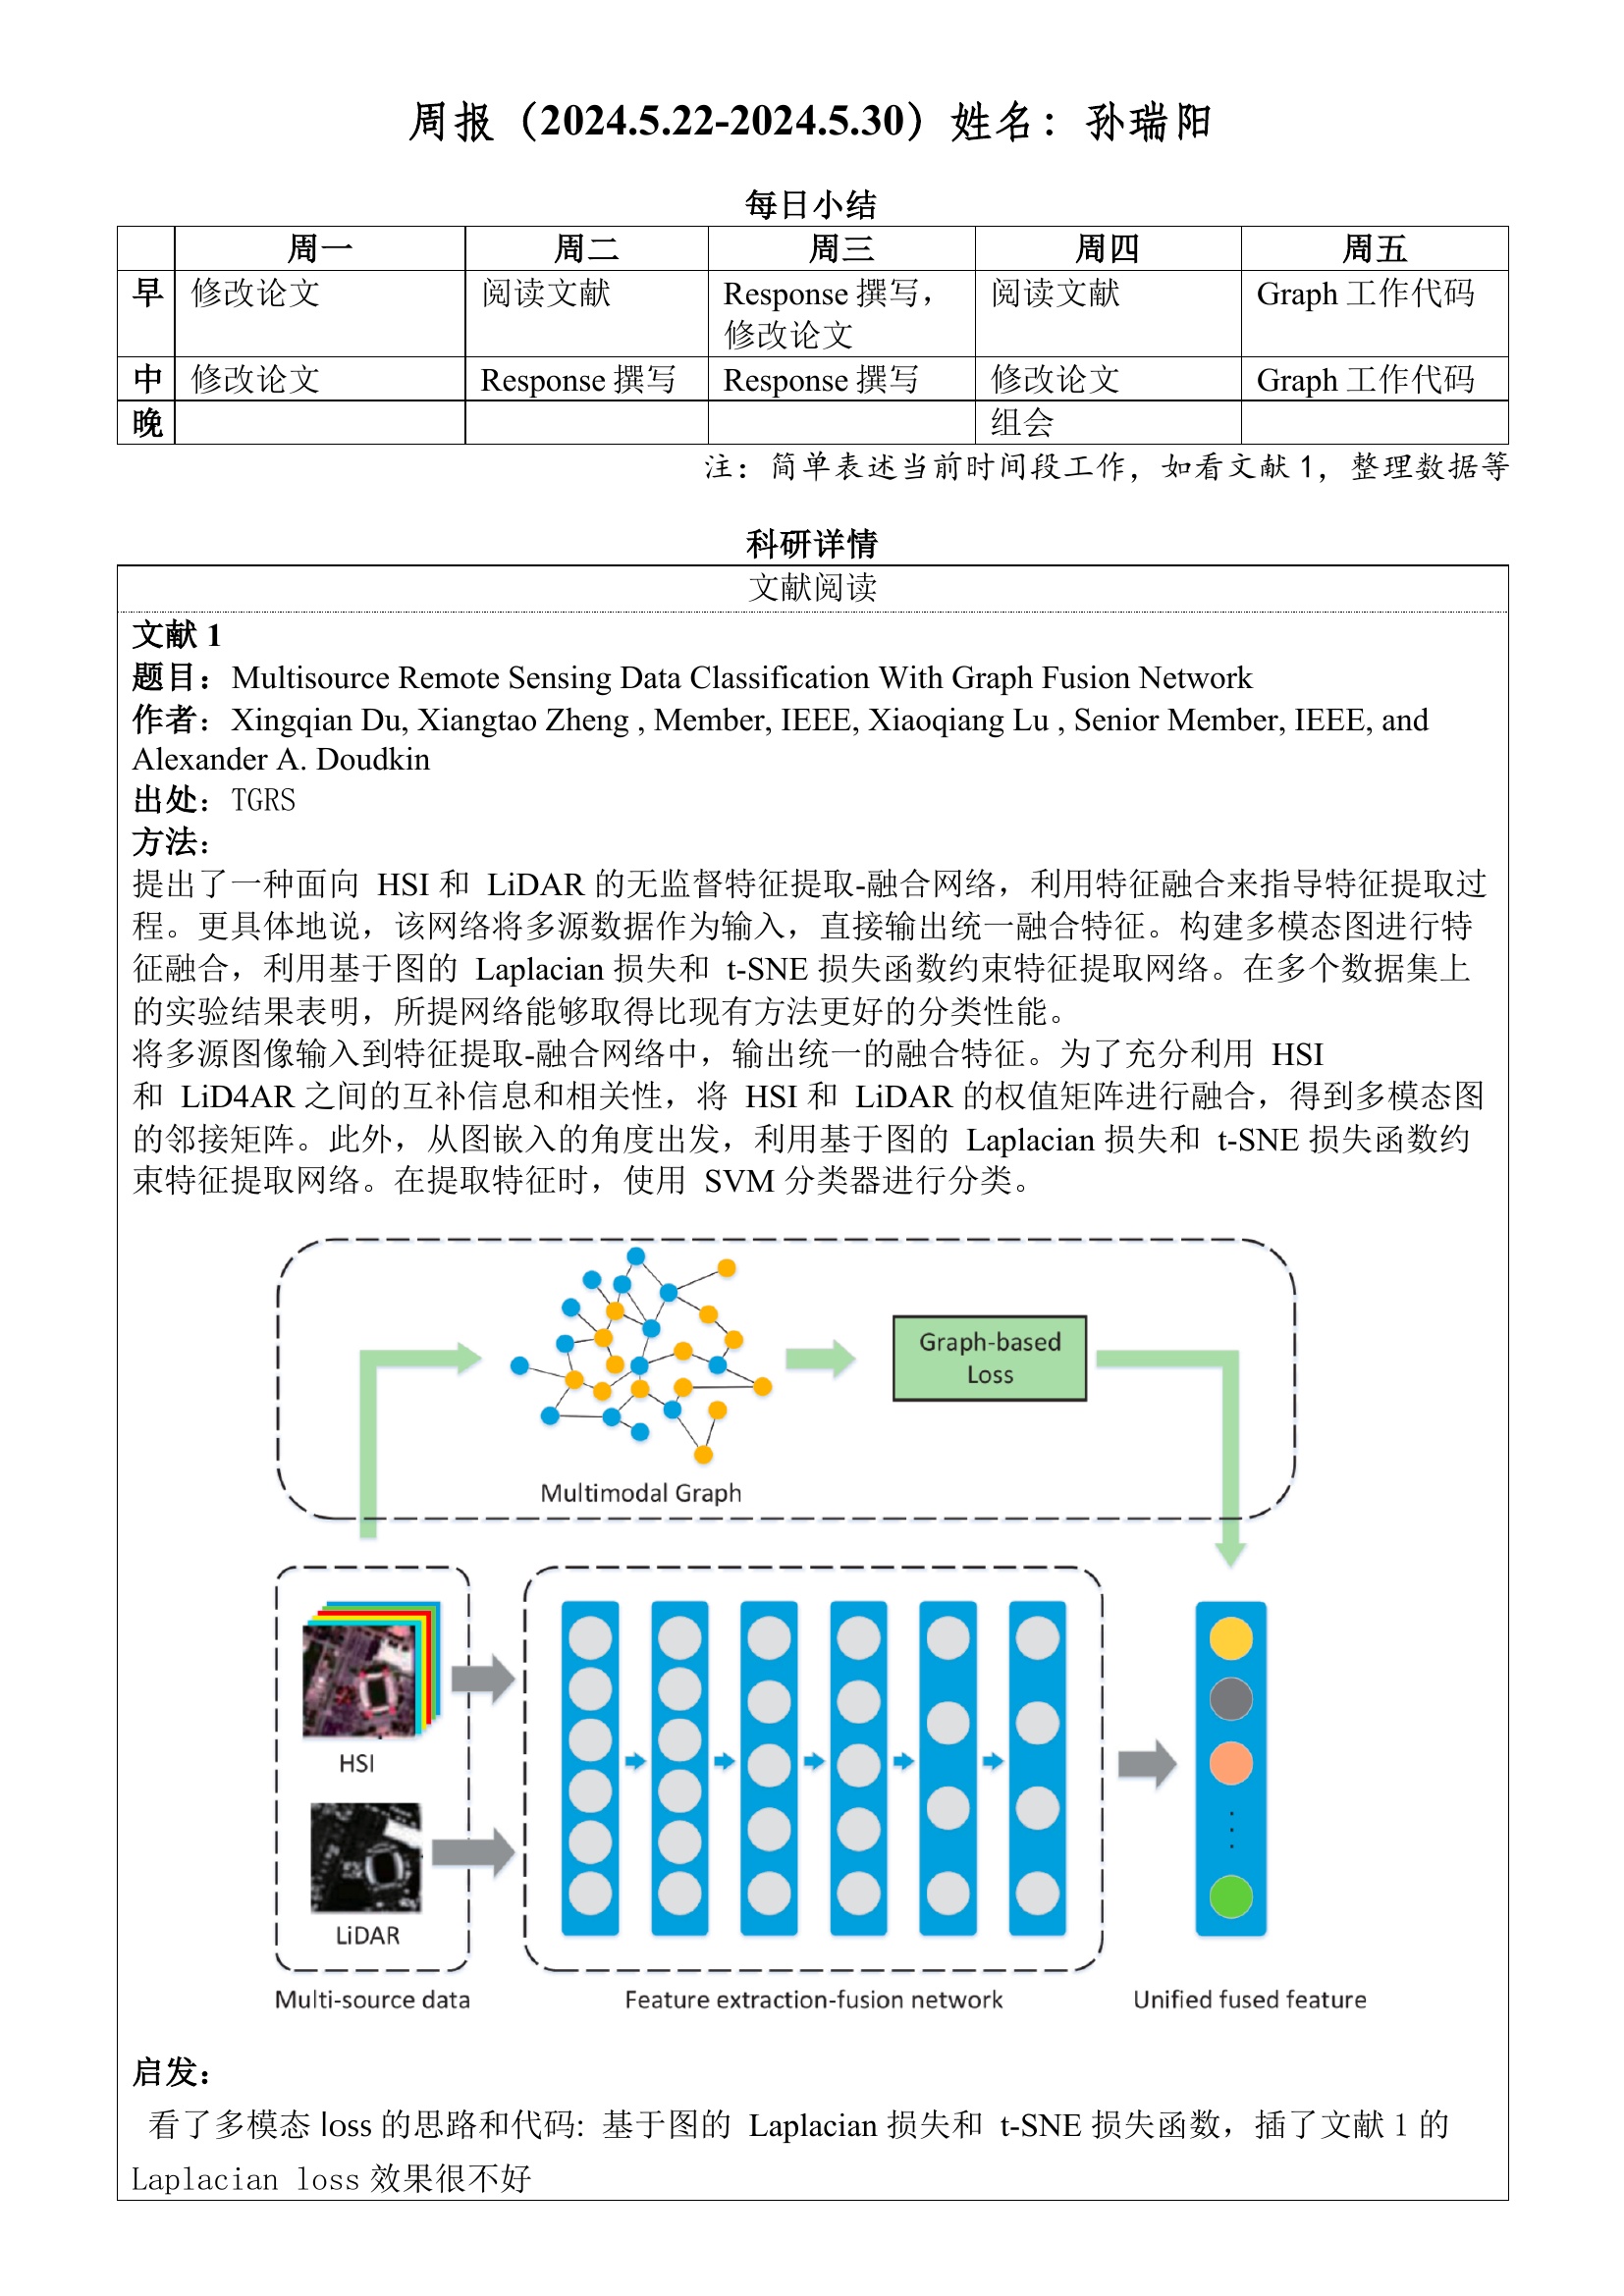 周报（2024.5.22-2024.5.30）姓名：孙瑞阳
每日小结
周一 周二 周三 周四 周五
早 修改论文 阅读文献 Response 撰写，修改论文 阅读文献 Graph 工作代码
中 修改论文 Response 撰写 Response 撰写 修改论文 Graph 工作代码
晚 组会
注：简单表述当前时间段工作，如看文献 1，整理数据等
科研详情
文献阅读
文献 1
题目：Multisource Remote Sensing Data Classification With Graph Fusion Network
作者：Xingqian Du, Xiangtao Zheng , Member, IEEE, Xiaoqiang Lu , Senior Member, IEEE, and
Alexander A. Doudkin
出处：TGRS
方法：
提出了一种面向 HSI 和 LiDAR 的无监督特征提取-融合网络，利用特征融合来指导特征提取过
程。更具体地说，该网络将多源数据作为输入，直接输出统一融合特征。构建多模态图进行特
征融合，利用基于图的 Laplacian 损失和 t-SNE 损失函数约束特征提取网络。在多个数据集上
的实验结果表明，所提网络能够取得比现有方法更好的分类性能。
将多源图像输入到特征提取-融合网络中，输出统一的融合特征。为了充分利用 HSI
和 LiD4AR 之间的互补信息和相关性，将 HSI 和 LiDAR 的权值矩阵进行融合，得到多模态图
的邻接矩阵。此外，从图嵌入的角度出发，利用基于图的 Laplacian 损失和 t-SNE 损失函数约
束特征提取网络。在提取特征时，使用 SVM 分类器进行分类。
Graph-based
Loss
Multimodal Graph
HSI
LiDAR
Multi-source data Feature extraction-fusion network Unified fused feature
启发：
看了多模态 loss 的思路和代码: 基于图的 Laplacian 损失和 t-SNE 损失函数，插了文献 1 的
Laplacian loss 效果很不好